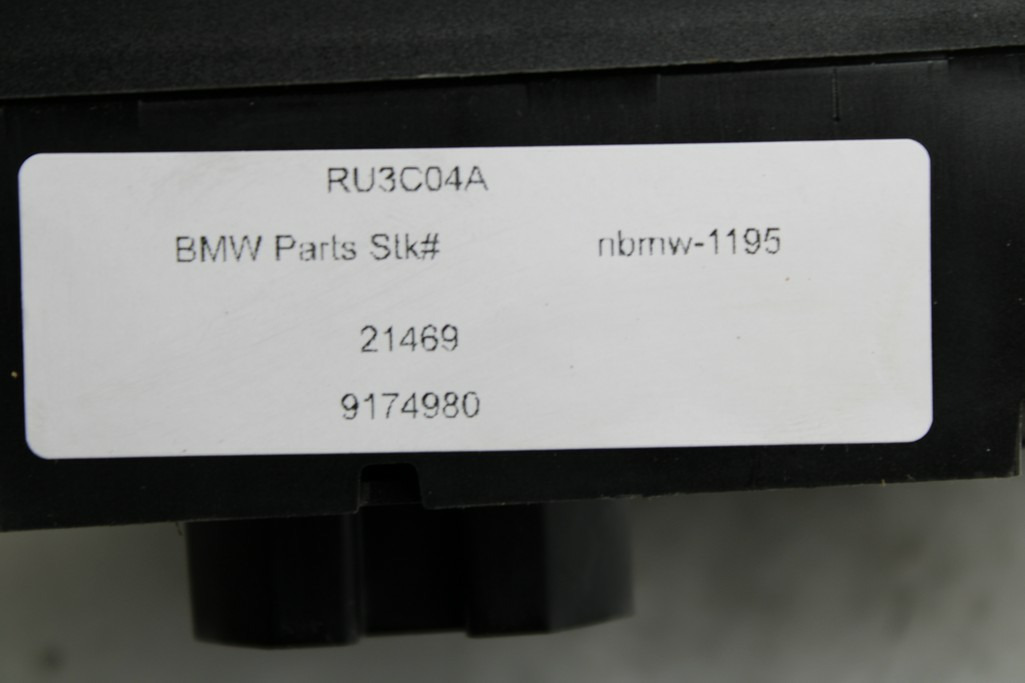 RU3C04A
BMW Parts Stk# nbmw-1195
21469
9174980